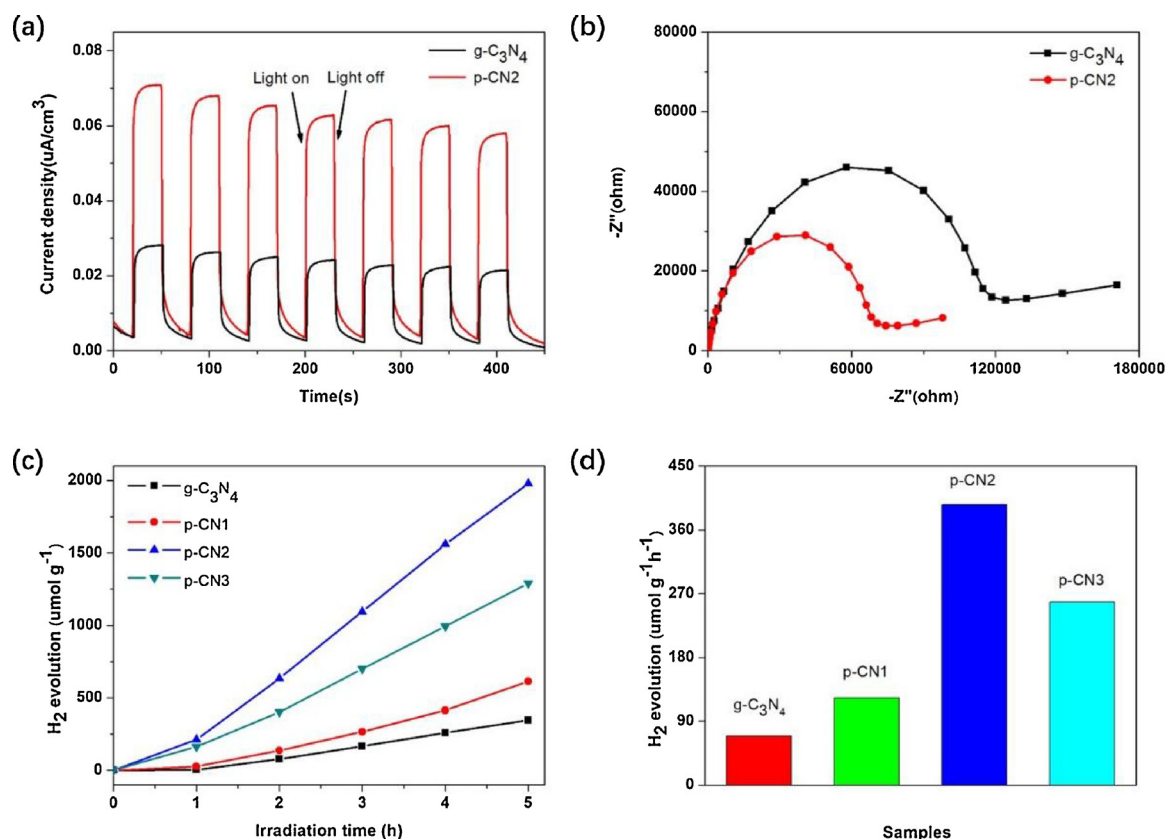 (a)
g-C3N4
p-CN2
Light on
Light off
0.08
0.06
0.04
0.02
0.00
Current density(uA/cm3)
0 100 200 300 400
Time(s)
(b)
g-C3N4
p-CN2
80000
60000
40000
20000
0
-Z"(ohm)
0 60000 120000 180000
-Z"(ohm)
(c)
g-C3N4
p-CN1
p-CN2
p-CN3
2000
1500
1000
500
0
H2 evolution (umol g-1)
0 1 2 3 4 5
Irradiation time (h)
(d)
450
360
270
180
90
0
H2 evolution (umol g-1h-1)
g-C3N4
p-CN1
p-CN2
p-CN3
Samples